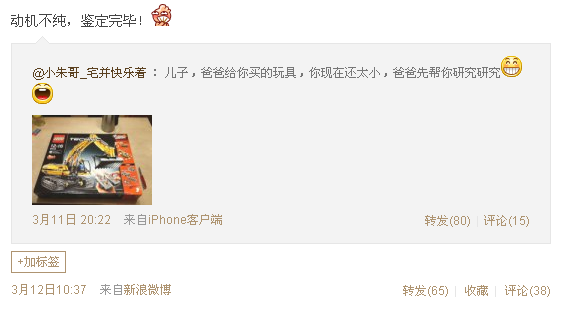 动机不纯，鉴定完毕！
@小朱哥_宅并快乐着：儿子，爸爸给你买的玩具，你现在还太小，爸爸先帮你研究研究
LEGO TECHNIC
3月11日 20:22 来自iPhone客户端 转发(80) 评论(15)
+加标签
3月12日10:37 来自新浪微博 转发(65) 收藏 评论(38)